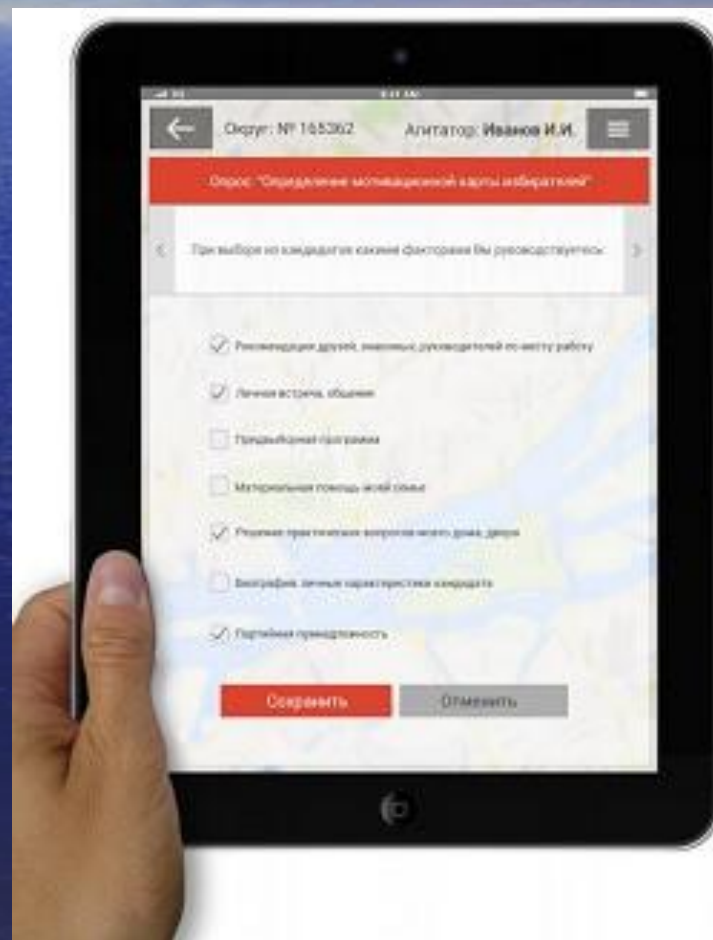 Округ: № 165362 Агитатор: Иванов И.И.
Опрос: "Определение мотивационной карты избирателей"
При выборе из кандидатов какими факторами Вы руководствуетесь:
Рекомендации друзей, знакомых, руководителей по месту работу
Личная встреча, общение
Предвыборная программа
Материальная помощь моей семье
Решение практических вопросов моего дома, двора
Биография, личные характеристики кандидата
Партийная принадлежность
Сохранить Отменить